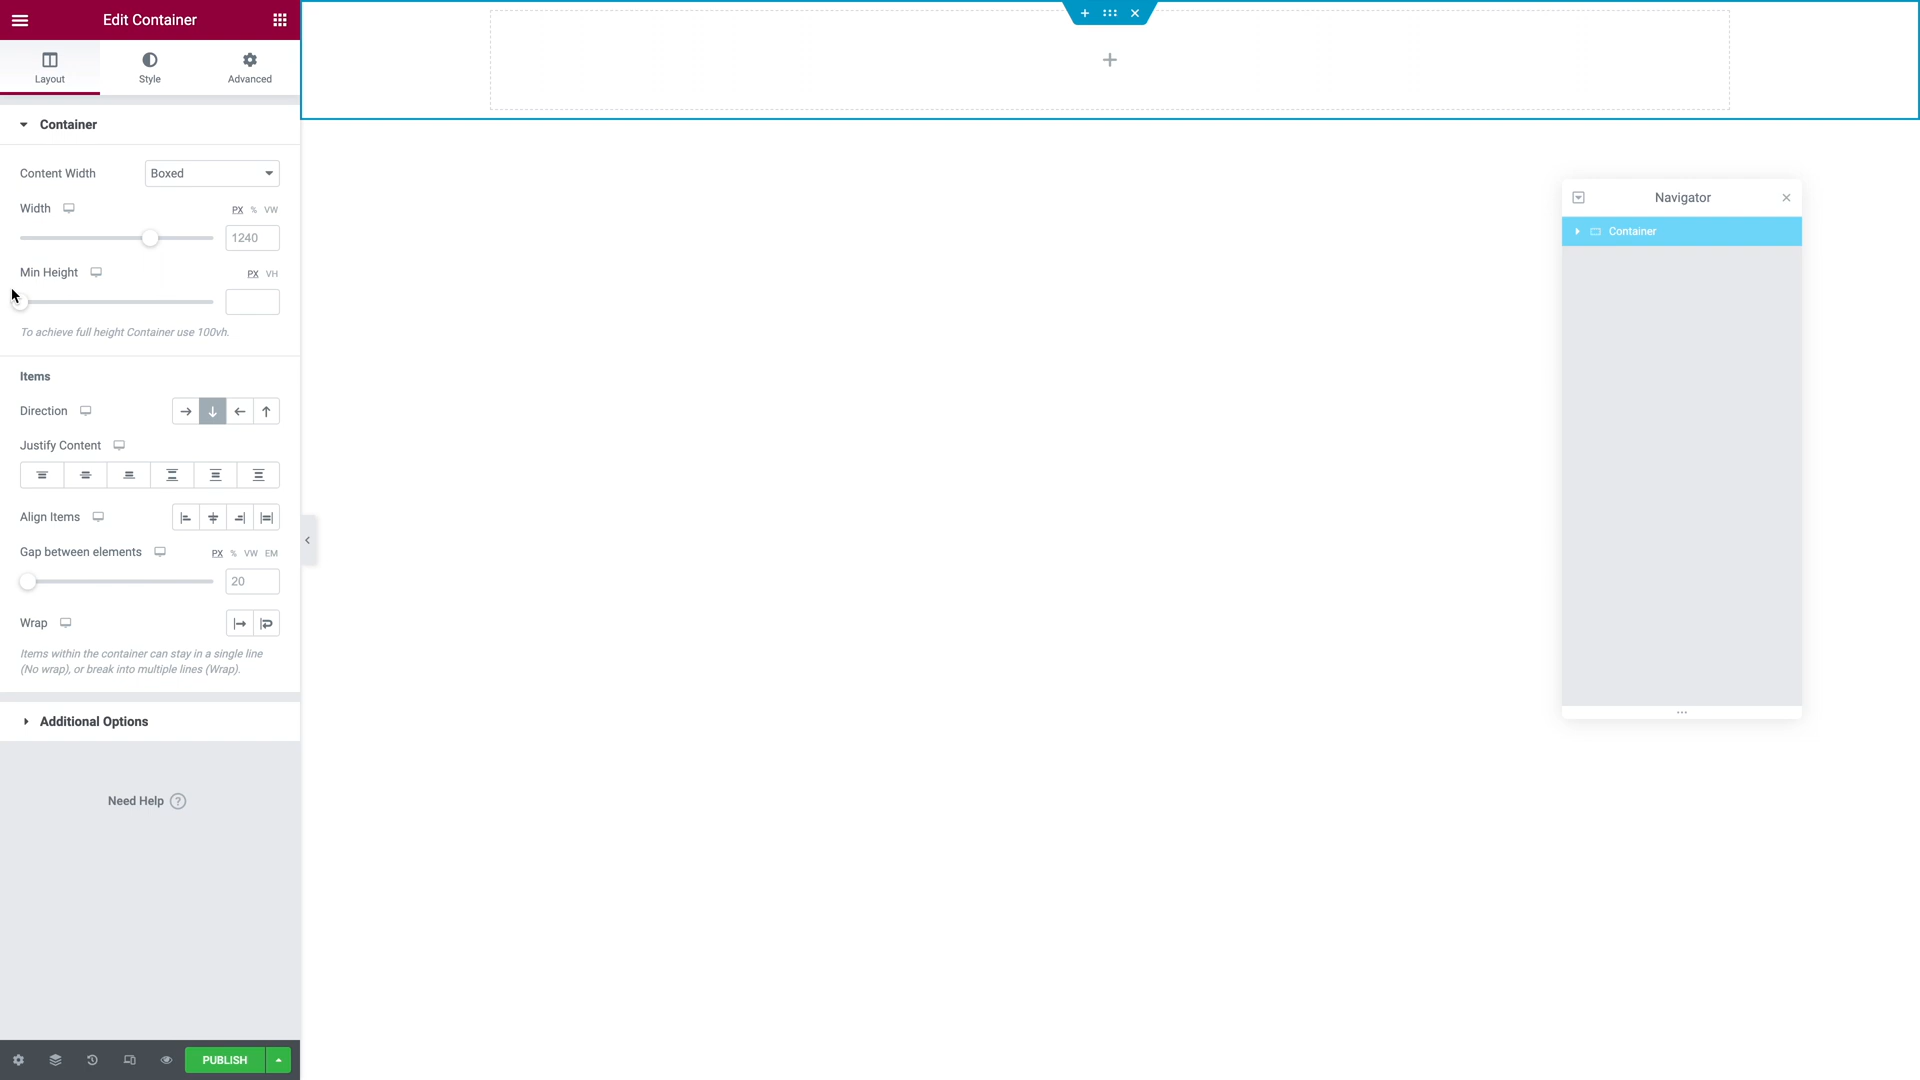 Edit Container
Layout
Style
Advanced
Container
Content Width
Boxed
Width
PX % VW
1240
Min Height
PX VH
To achieve full height Container use 100vh.
Items
Direction
Justify Content
Align Items
Gap between elements
PX % VW EM
20
Wrap
Items within the container can stay in a single line
(No wrap), or break into multiple lines (Wrap).
Additional Options
Need Help ?
PUBLISH
Navigator
Container